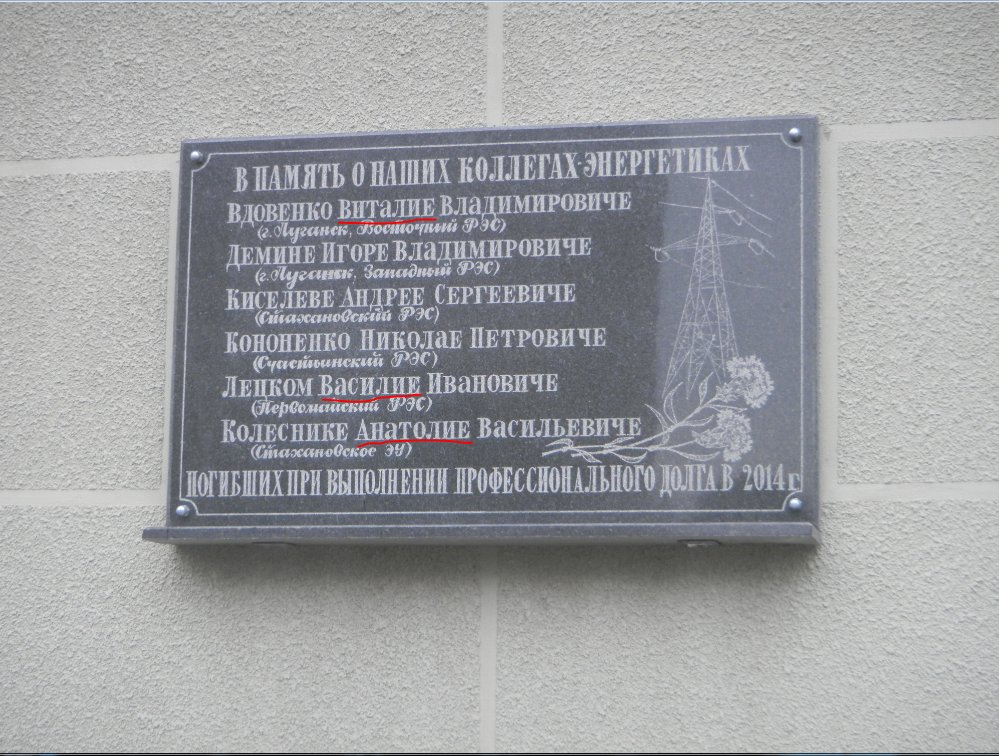 В ПАМЯТЬ О НАШИХ КОЛЛЕГАХ-ЭНЕРГЕТИКАХ
ВДОВЕНКО ВИТАЛИЕ ВЛАДИМИРОВИЧЕ
(г. Луганск, Восточный РЭС)
ДЕМИНЕ ИГОРЕ ВЛАДИМИРОВИЧЕ
(г. Луганск, Западный РЭС)
КИСЕЛЕВЕ АНДРЕЕ СЕРГЕЕВИЧЕ
(Стахановский РЭС)
КОНОНЕНКО НИКОЛАЕ ПЕТРОВИЧЕ
(Счастьинский РЭС)
ЛЕЦКОМ ВАСИЛИЕ ИВАНОВИЧЕ
(Первомайский РЭС)
КОЛЕСНИКЕ АНАТОЛИЕ ВАСИЛЬЕВИЧЕ
(Стахановское ЭУ)
ПОГИБШИХ ПРИ ВЫПОЛНЕНИИ ПРОФЕССИОНАЛЬНОГО ДОЛГА В 2014 г.